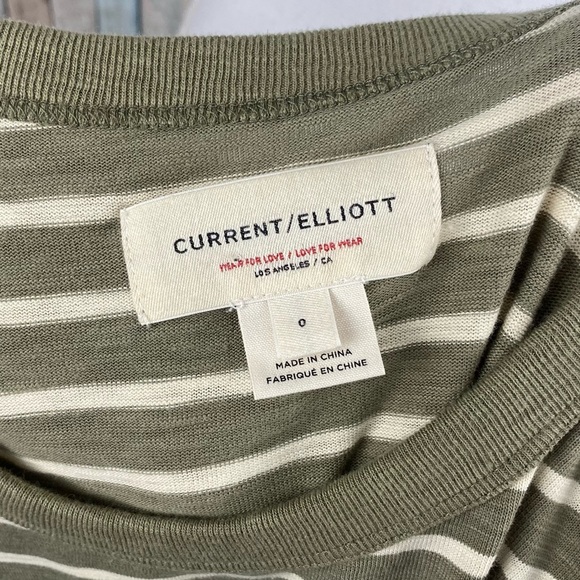 CURRENT/ELLIOTT
WEAR FOR LOVE / LOVE FOR WEAR
LOS ANGELES / CA
0
MADE IN CHINA
FABRIQUÉ EN CHINE